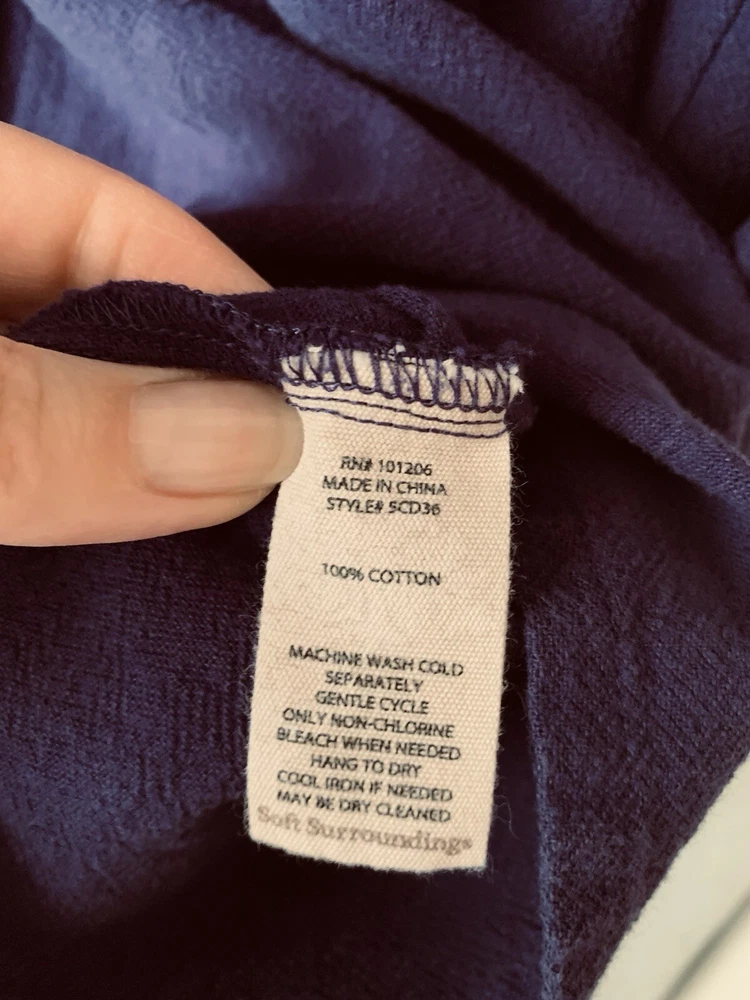 RN# 101206
MADE IN CHINA
STYLE# 5CD36
100% COTTON
MACHINE WASH COLD
SEPARATELY
GENTLE CYCLE
ONLY NON-CHLORINE
BLEACH WHEN NEEDED
HANG TO DRY
COOL IRON IF NEEDED
MAY BE DRY CLEANED
Soft Surroundings